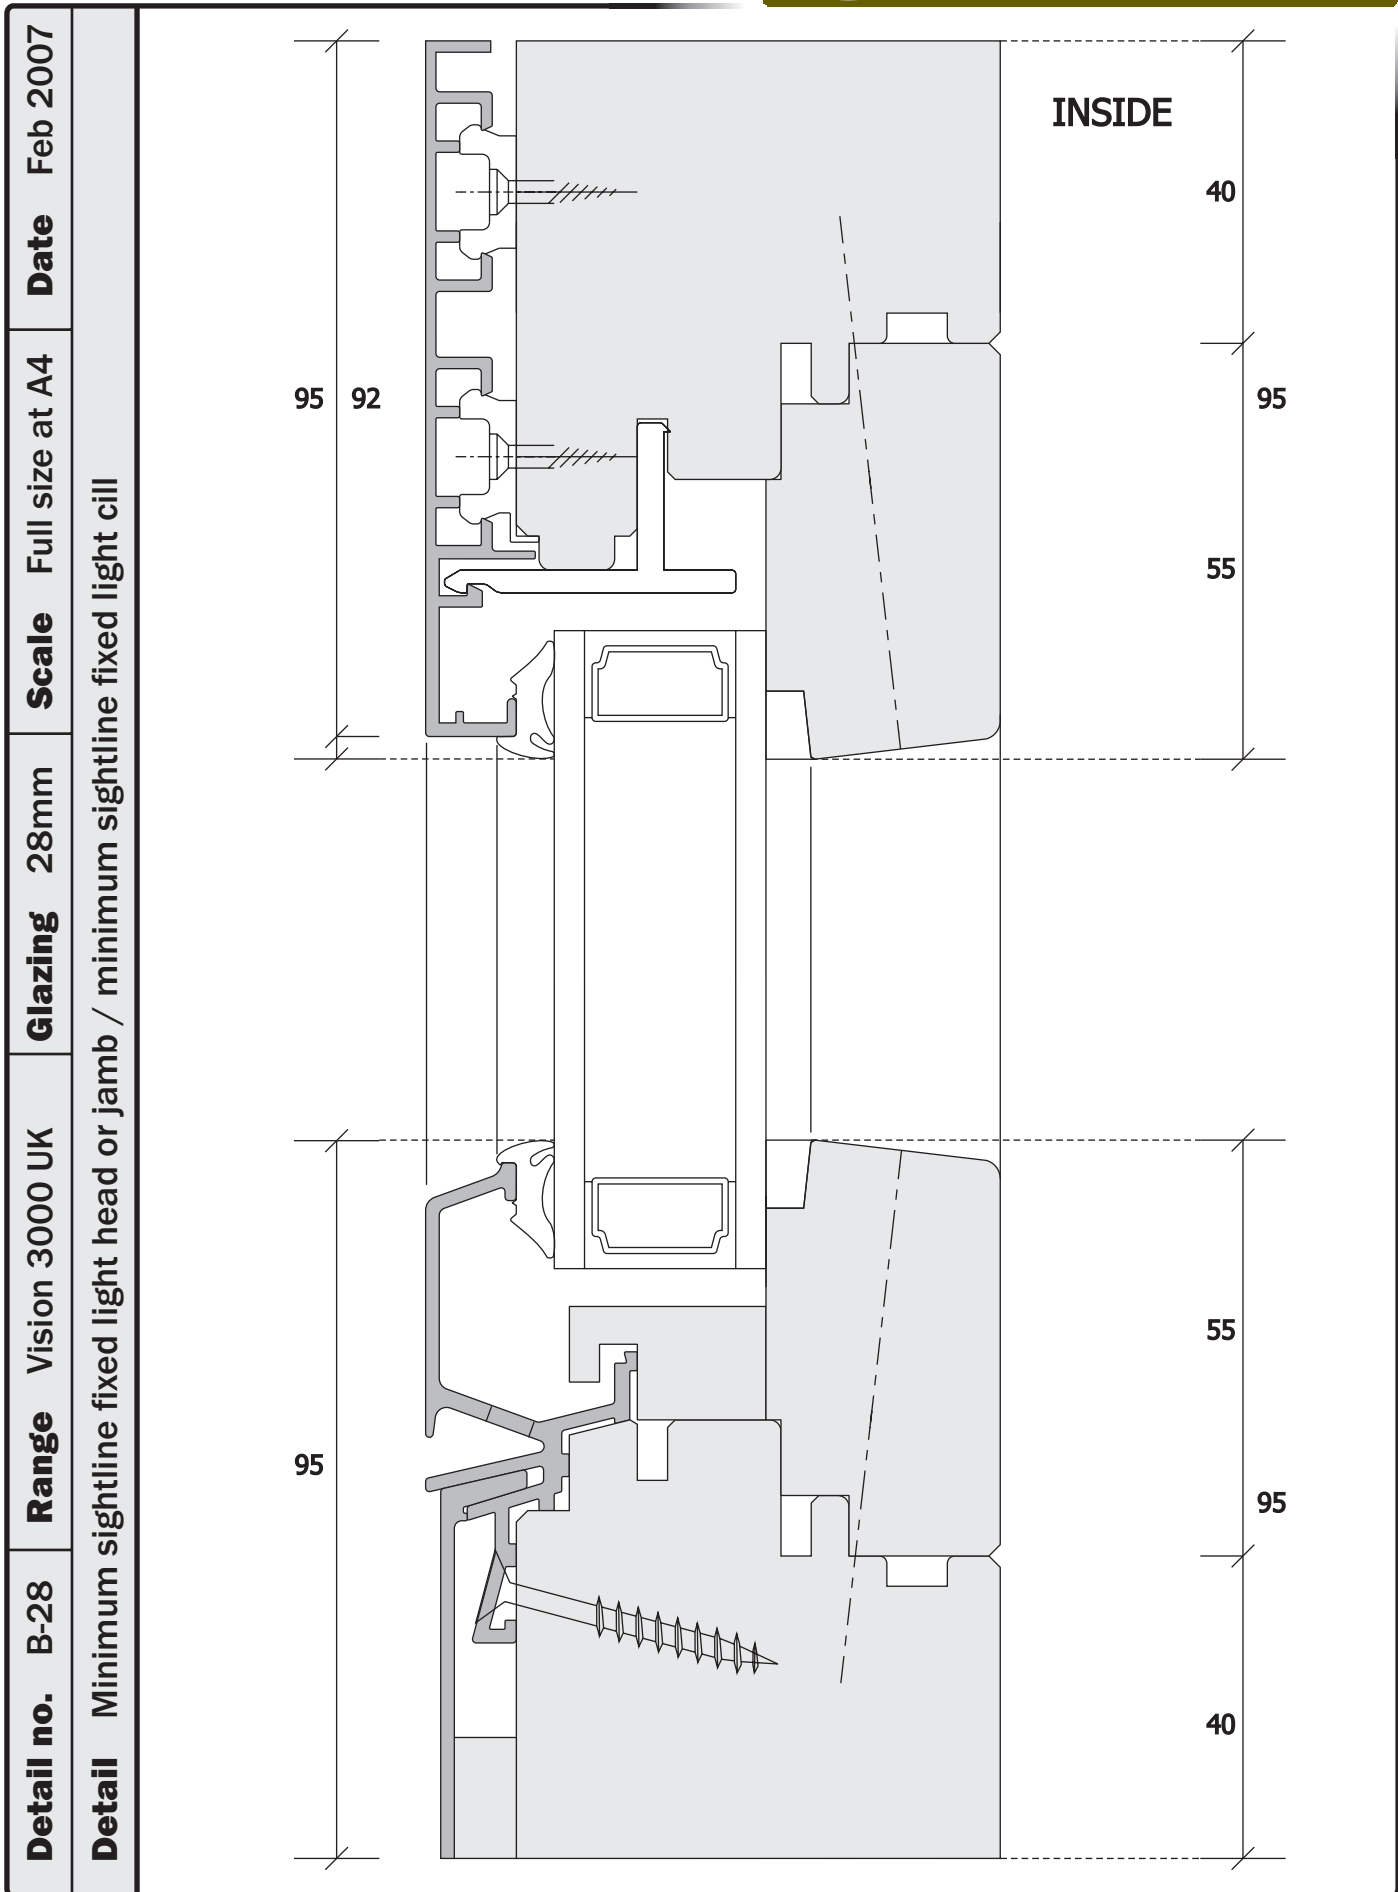 Detail no. B-28 Range Vision 3000 UK Glazing 28mm Scale Full size at A4 Date Feb 2007
Detail Minimum sightline fixed light head or jamb / minimum sightline fixed light cill
INSIDE
40
95 92
95
55
55
95
95
40